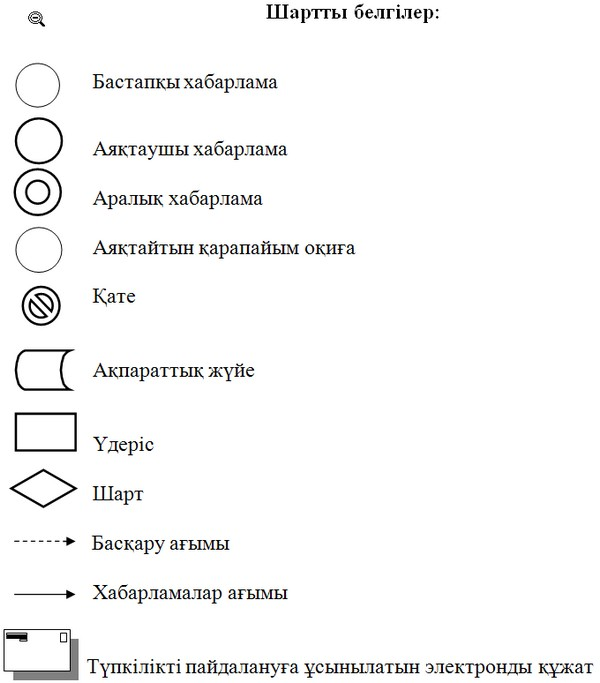 Шартты белгілер:
Бастапқы хабарлама
Аяқтаушы хабарлама
Аралық хабарлама
Аяқтайтын қарапайым оқиға
Қате
Ақпараттық жүйе
Үдеріс
Шарт
Басқару ағымы
Хабарламалар ағымы
Түпкілікті пайдалануға ұсынылатын электронды құжат